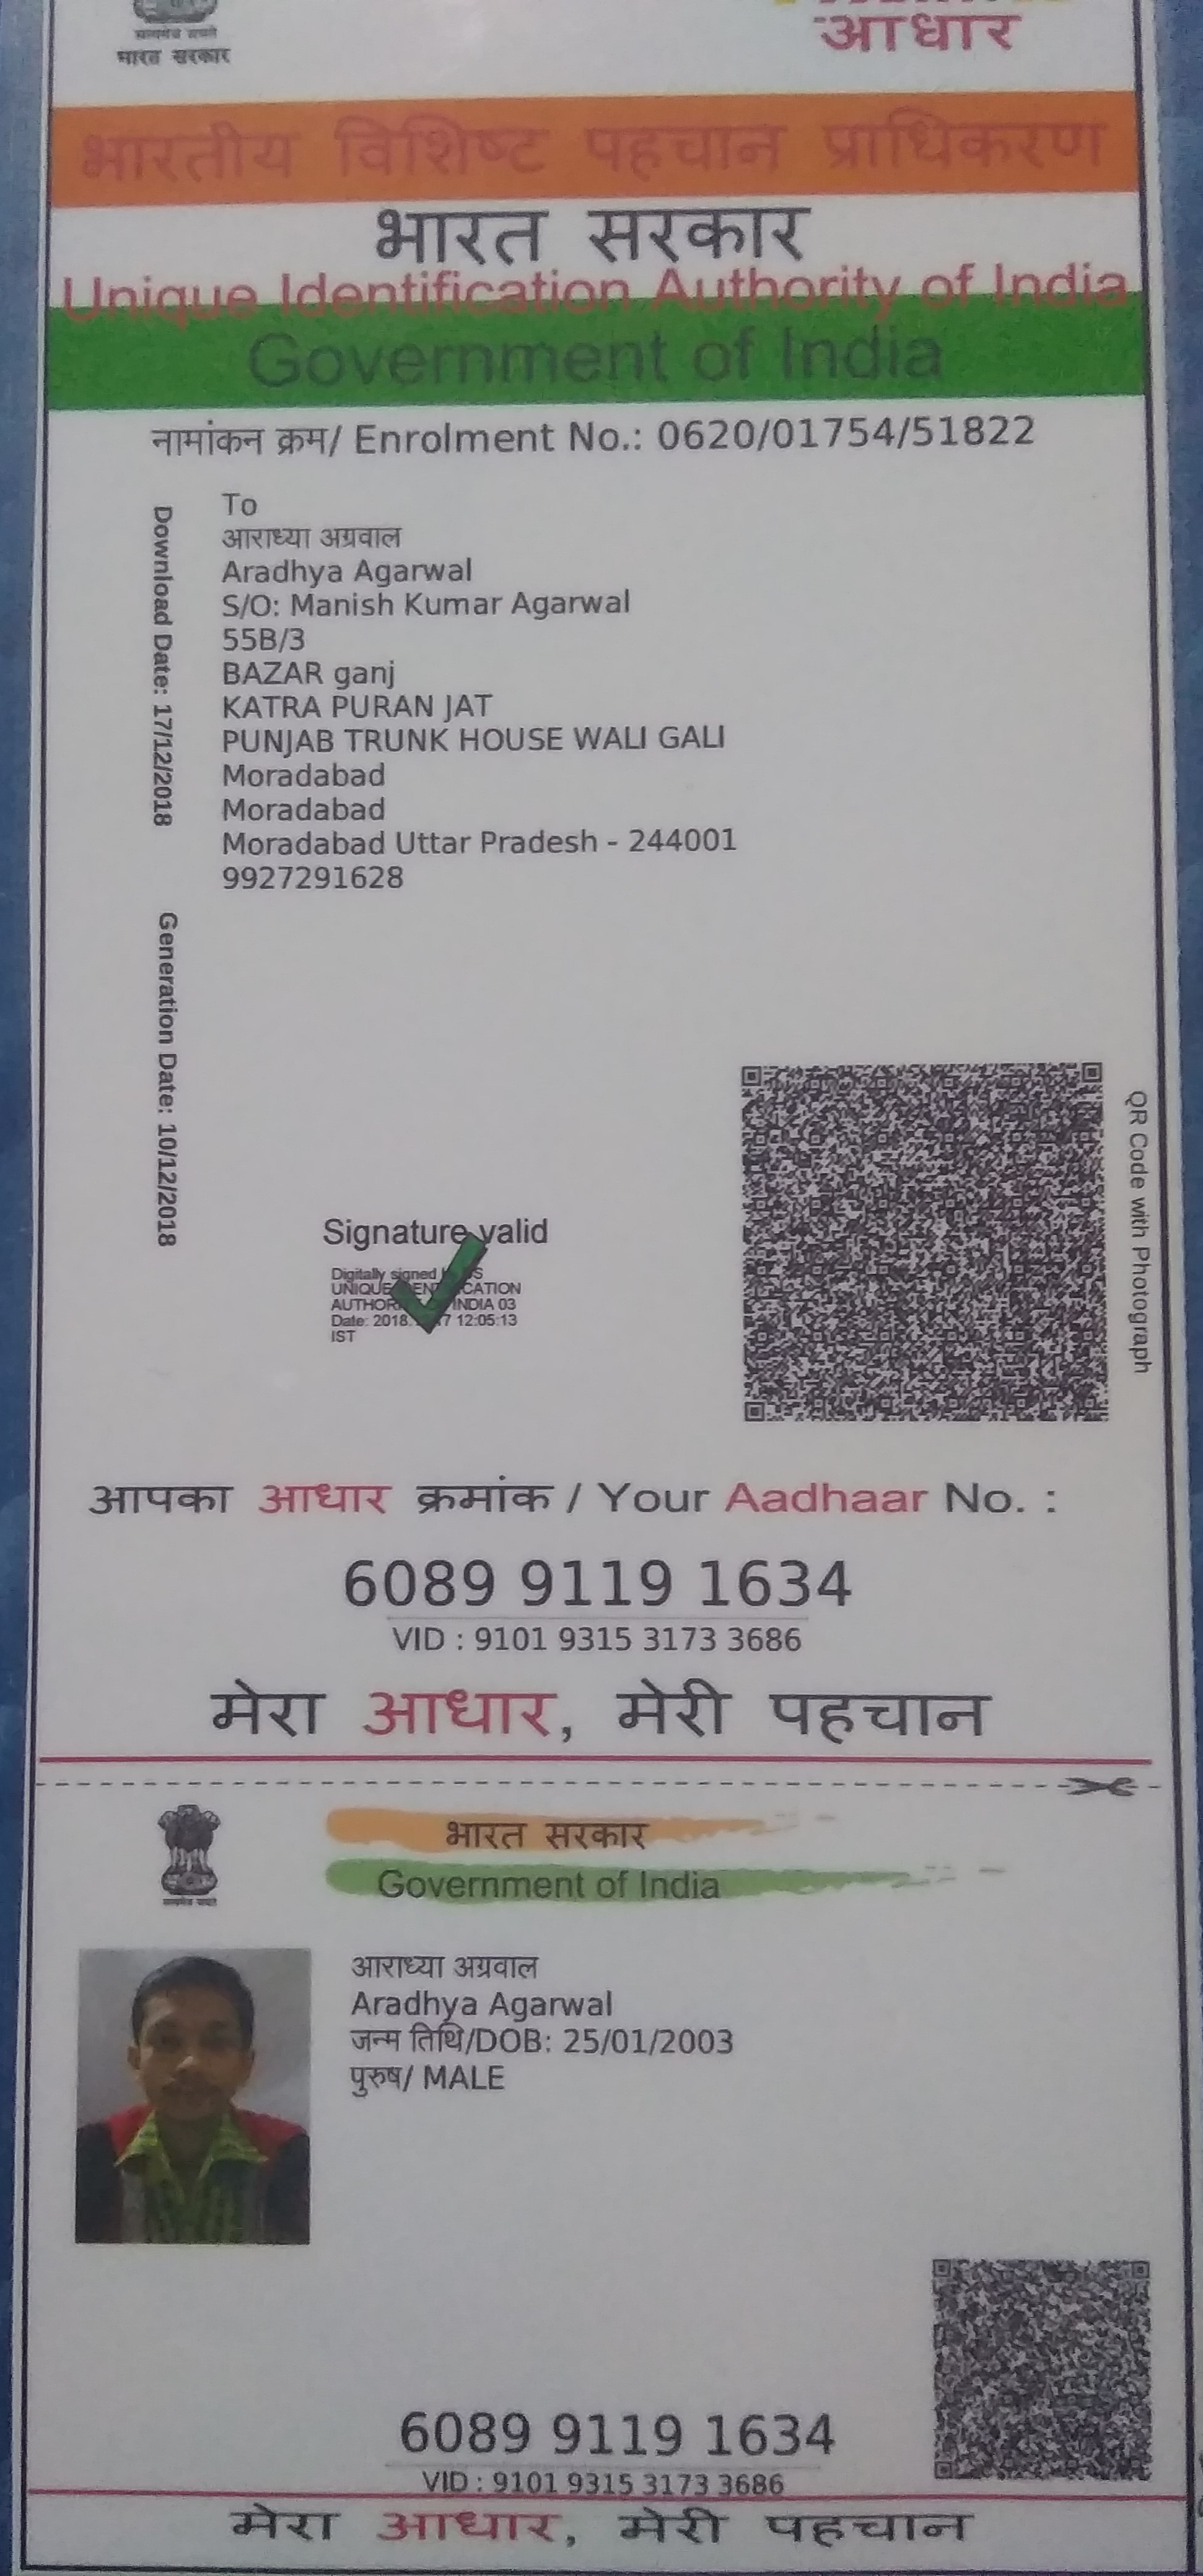 सत्यमेव जयते
भारत सरकार
आधार
भारतीय विशिष्ट पहचान प्राधिकरण
भारत सरकार
Unique Identification Authority of India
Government of India
नामांकन क्रम/ Enrolment No.: 0620/01754/51822
Download Date: 17/12/2018
Generation Date: 10/12/2018
To
आराध्या अग्रवाल
Aradhya Agarwal
S/O: Manish Kumar Agarwal
55B/3
BAZAR ganj
KATRA PURAN JAT
PUNJAB TRUNK HOUSE WALI GALI
Moradabad
Moradabad
Moradabad Uttar Pradesh - 244001
9927291628
QR Code with Photograph
Signature valid
Digitally signed
UNIQUE
INDIA 03
Date: 12:05:13
IST
आपका आधार क्रमांक / Your Aadhaar No. :
6089 9119 1634
VID : 9101 9315 3173 3686
मेरा आधार, मेरी पहचान
भारत सरकार
Government of India
आराध्या अग्रवाल
Aradhya Agarwal
जन्म तिथि/DOB: 25/01/2003
पुरुष/ MALE
6089 9119 1634
VID : 9101 9315 3173 3686
मेरा आधार, मेरी पहचान